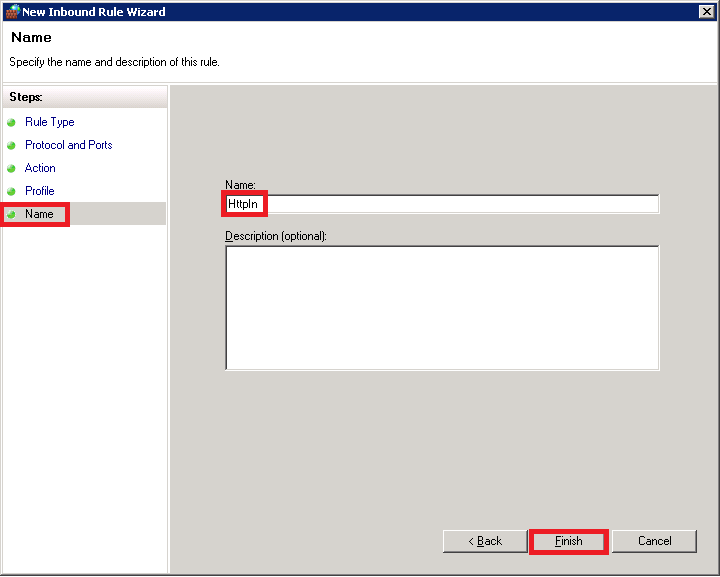 New Inbound Rule Wizard
Name
Specify the name and description of this rule.
Steps:
Rule Type
Protocol and Ports
Action
Profile
Name
Name:
HttpIn
Description (optional):
< Back
Finish
Cancel